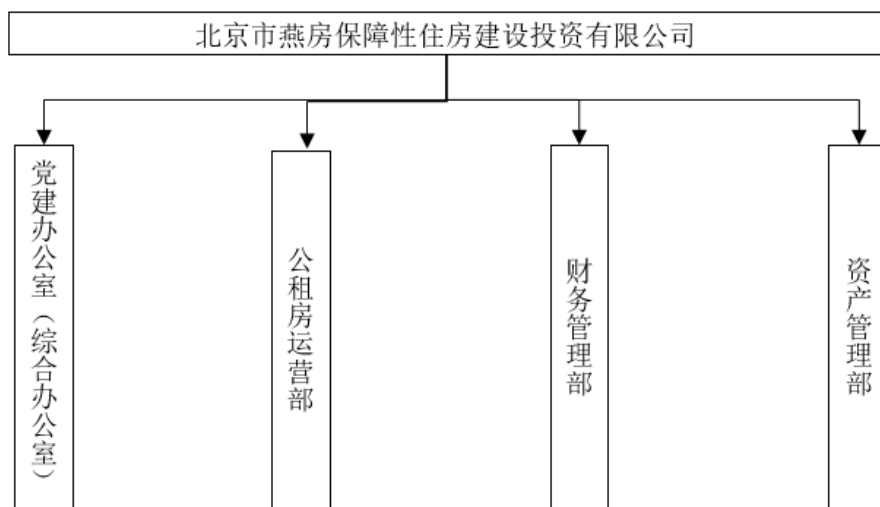 北京市燕房保障性住房建设投资有限公司
党建办公室（综合办公室）
公租房运营部
财务管理部
资产管理部